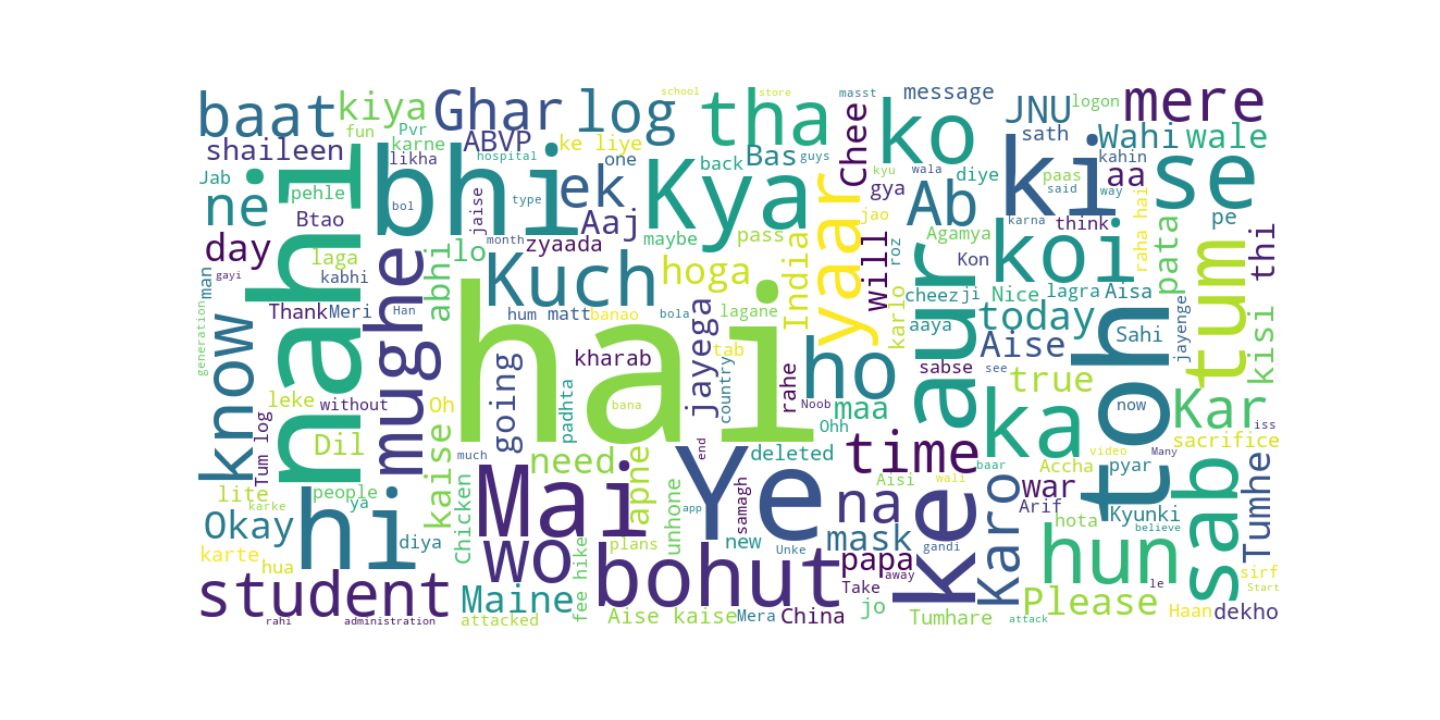 school
store
masst
message
baat
kiya
Ghar
log
tha
Chee
ko
JNU
logon
mere
fun
Pvr
ABVP
ke liye
sath
Wahi
wale
shaileen
karne
likha
hospital
one
back
Bas
guys
kyu
wala
ki
kahin
se
Jab
pehle
nahi
bhi
ek
Kya
gya
Ab
diye
paas
said
way
aa
ne
Btao
bol
jaise
type
Aaj
yaar
jao
roz
karna
think
raha hai
pe
day
laga
month
zyaada
maybe
pass
India
will
Agamya
Kon
koi
pata
thi
man
gayi
kabhi
mughe
abhi
lo
Kuch
hoga
cheez
ji
Nice
lagra
Aisa
generation
Thank
Meri
Han
hum matt
banao
bola
lagane
karlo
aaya
aur
today
toh
Sahi
jayenge
tum
kisi
know
going
hai
kharab
jayega
tab
ho
rahe
sabse
Aise
see
leke
without
Oh
padhta
bana
country
Noob
maa
true
now
Kar
iss
Tum log
Dil
kaise
need
apne
end
deleted
Ohh
time
ka
sacrifice
lite
people
much
Mai
Ye
samagh
Aisi
baar
wali
Accha
video
Many
pyar
sab
Tumhe
karke
ya
chicken
unhone
app
new
na
ke
war
Arif
hota
Kyunki
believe
Okay
hi
diya
wo
plans
Unke
mask
gandi
Karo
hun
karte
hua
fee hike
bohut
papa
away
Take
le
sirf
Start
student
Maine
jo
Please
Haan
dekho
rahi
administration
attacked
Aise kaise
Mera
China
Tumhare
attack